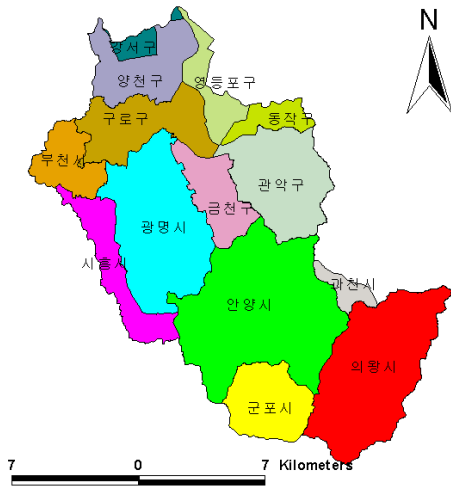 N
강서구
양천구
영등포구
구로구
동작구
부천시
관악구
금천구
광명시
시흥시
과천시
안양시
의왕시
군포시
7 0 7 Kilometers